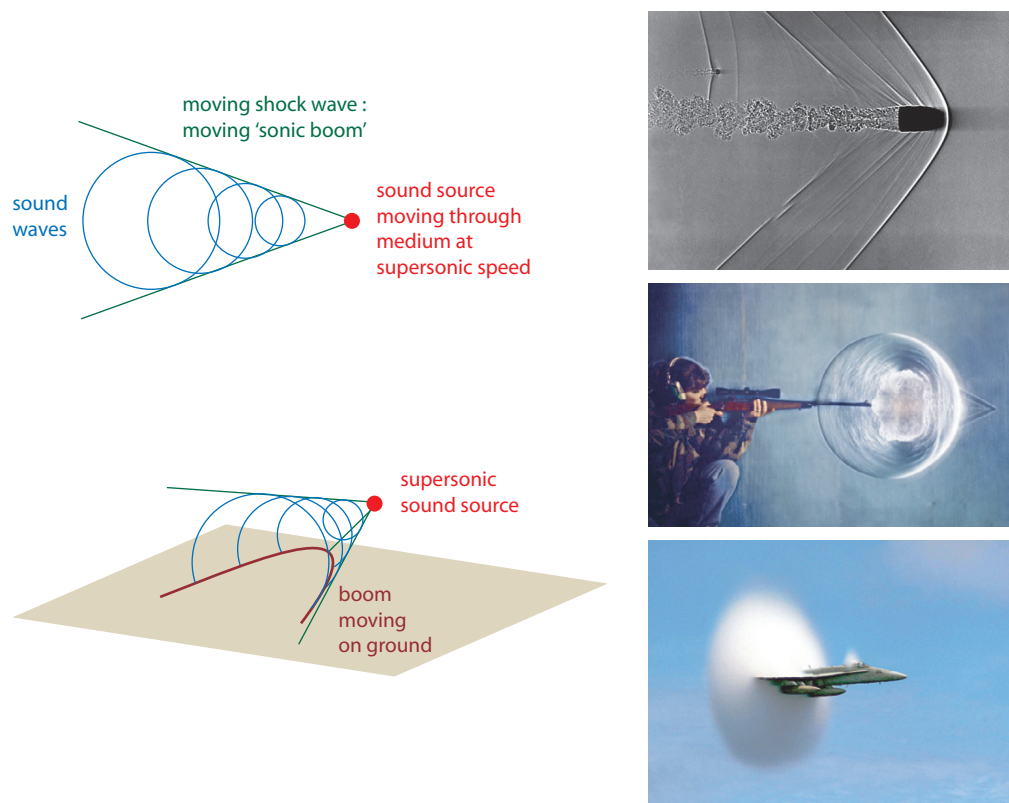 moving shock wave :
moving ‘sonic boom’
sound
waves
sound source
moving through
medium at
supersonic speed
supersonic
sound source
boom
moving
on ground